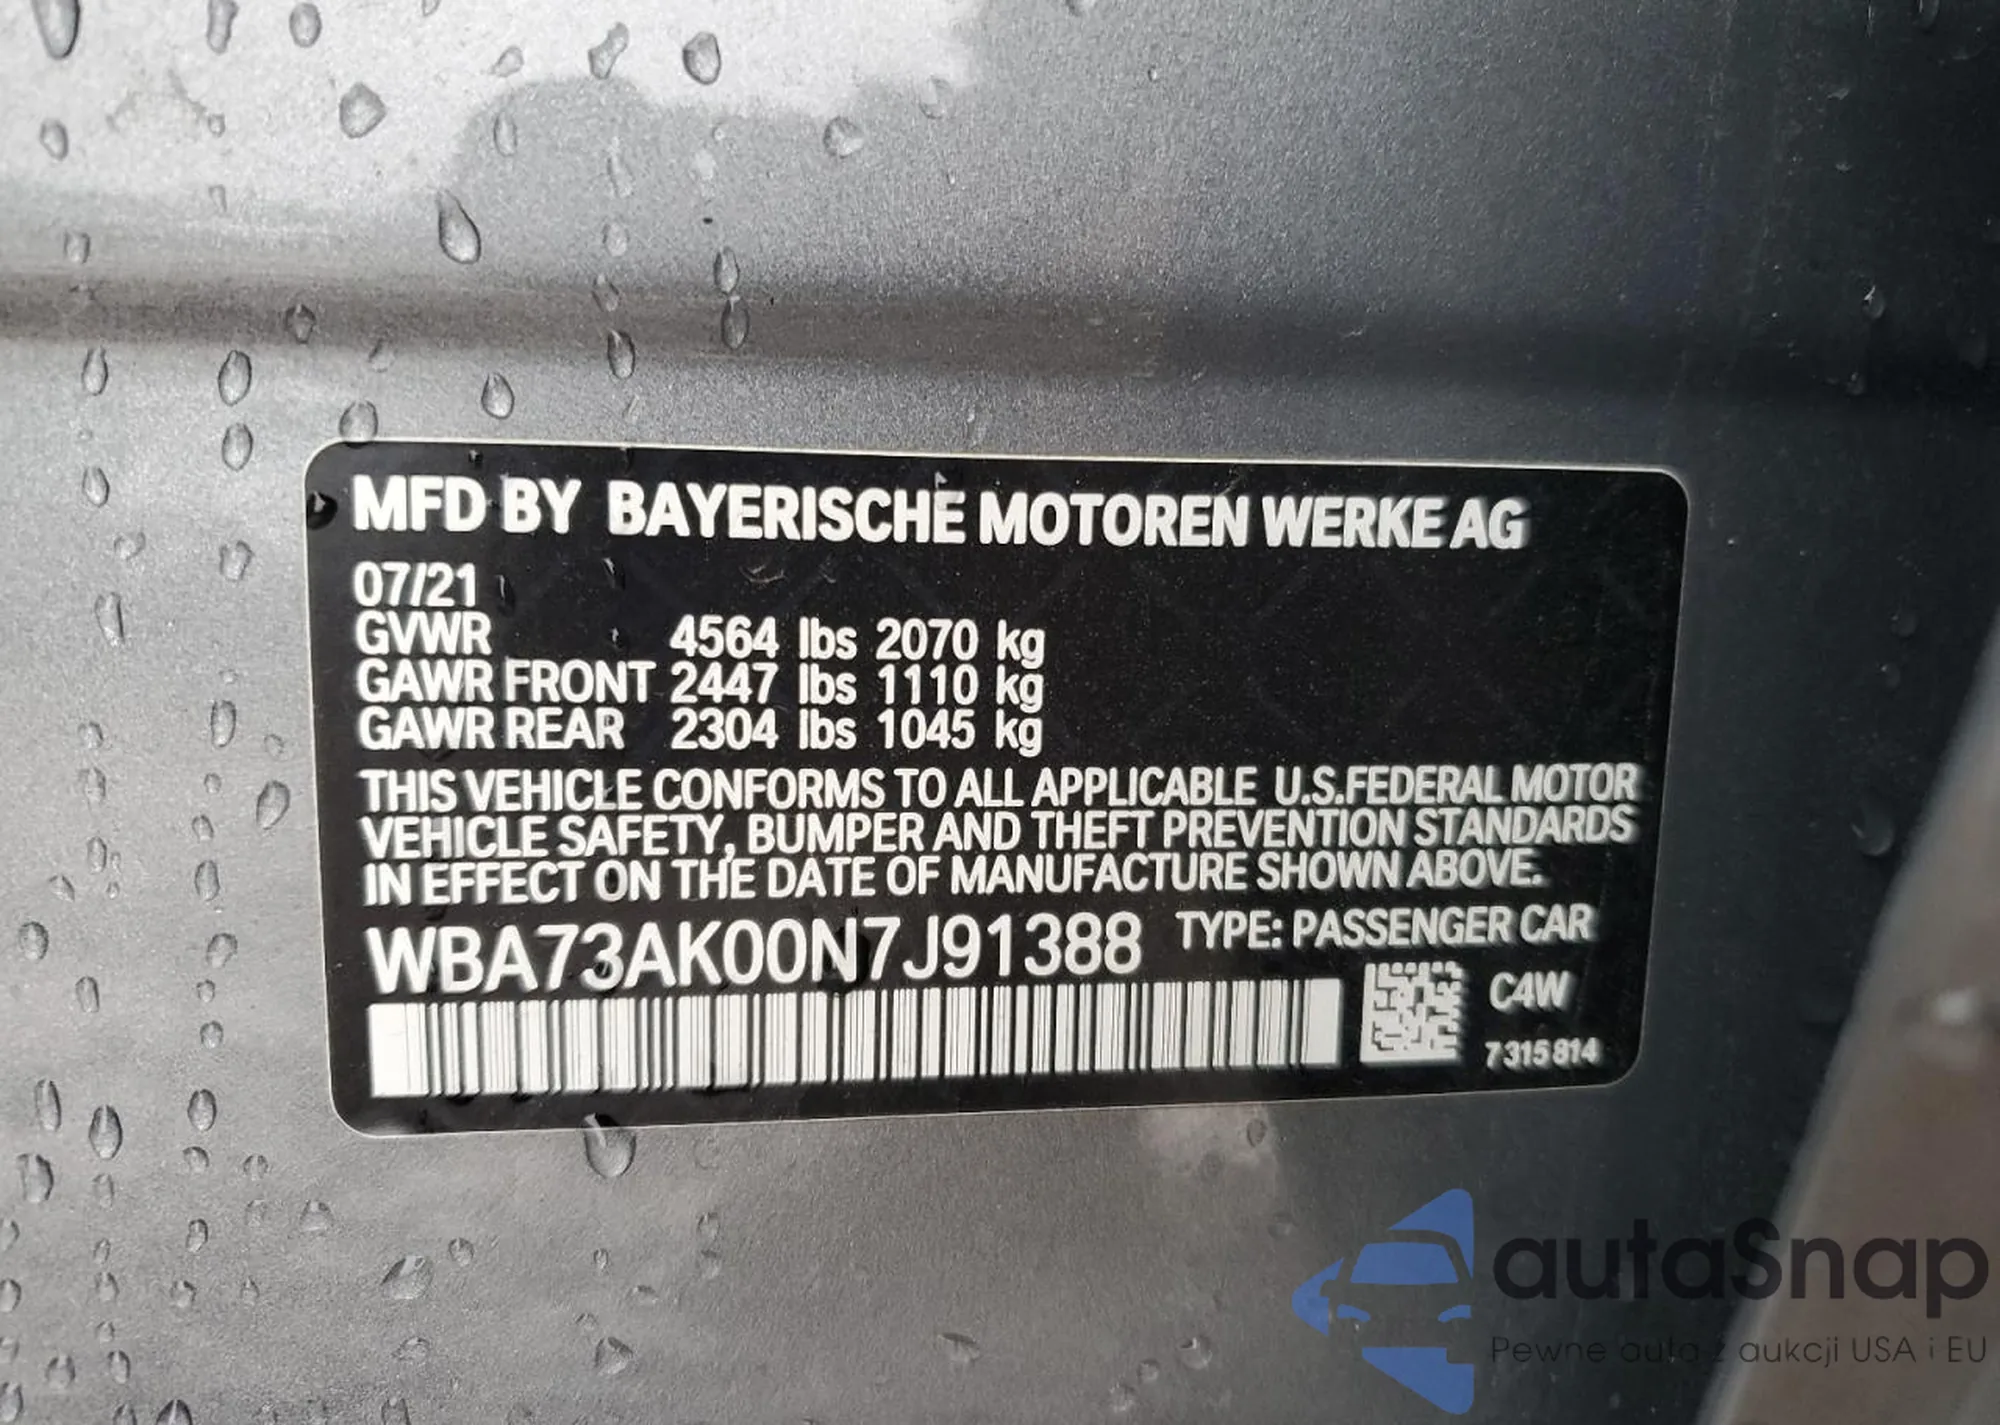 MFD BY BAYERISCHE MOTOREN WERKE AG
07/21
GVWR 4564 lbs 2070 kg
GAWR FRONT 2447 lbs 1110 kg
GAWR REAR 2304 lbs 1045 kg
THIS VEHICLE CONFORMS TO ALL APPLICABLE U.S.FEDERAL MOTOR
VEHICLE SAFETY, BUMPER AND THEFT PREVENTION STANDARDS
IN EFFECT ON THE DATE OF MANUFACTURE SHOWN ABOVE.
WBA73AK00N7J91388 TYPE: PASSENGER CAR
C4W
7315814
autaSnap
Pewne auta z aukcji USA i EU